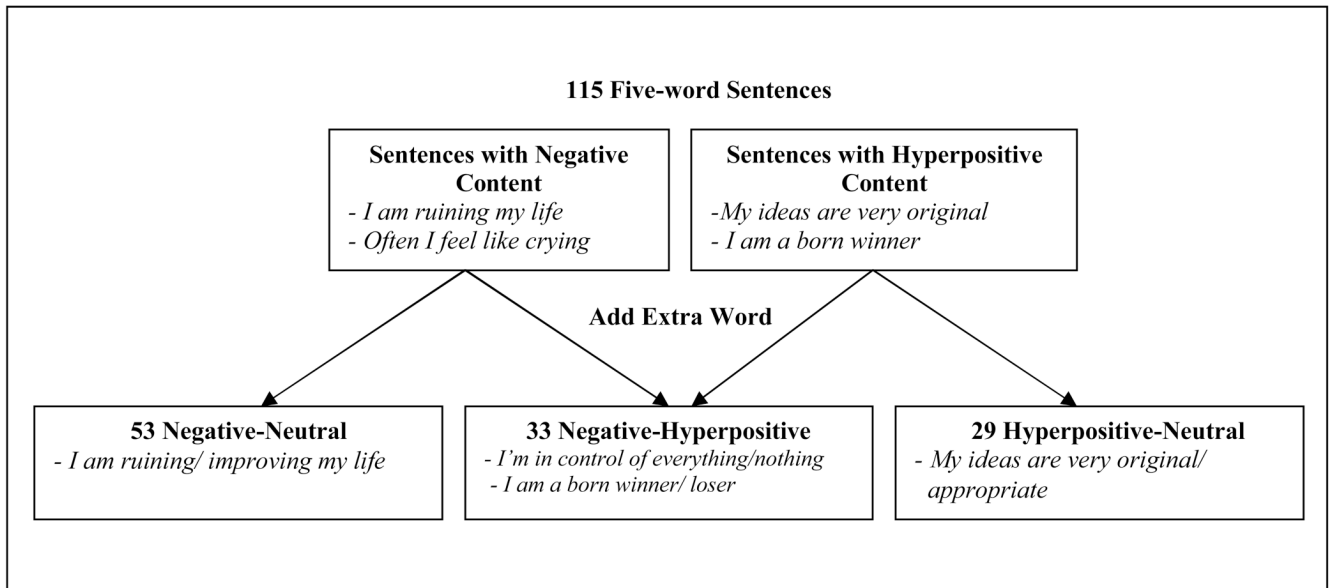 115 Five-word Sentences
Sentences with Negative
Content
- I am ruining my life
- Often I feel like crying
Sentences with Hyperpositive
Content
-My ideas are very original
- I am a born winner
Add Extra Word
53 Negative-Neutral
- I am ruining/ improving my life
33 Negative-Hyperpositive
- I'm in control of everything/nothing
- I am a born winner/ loser
29 Hyperpositive-Neutral
- My ideas are very original/
appropriate